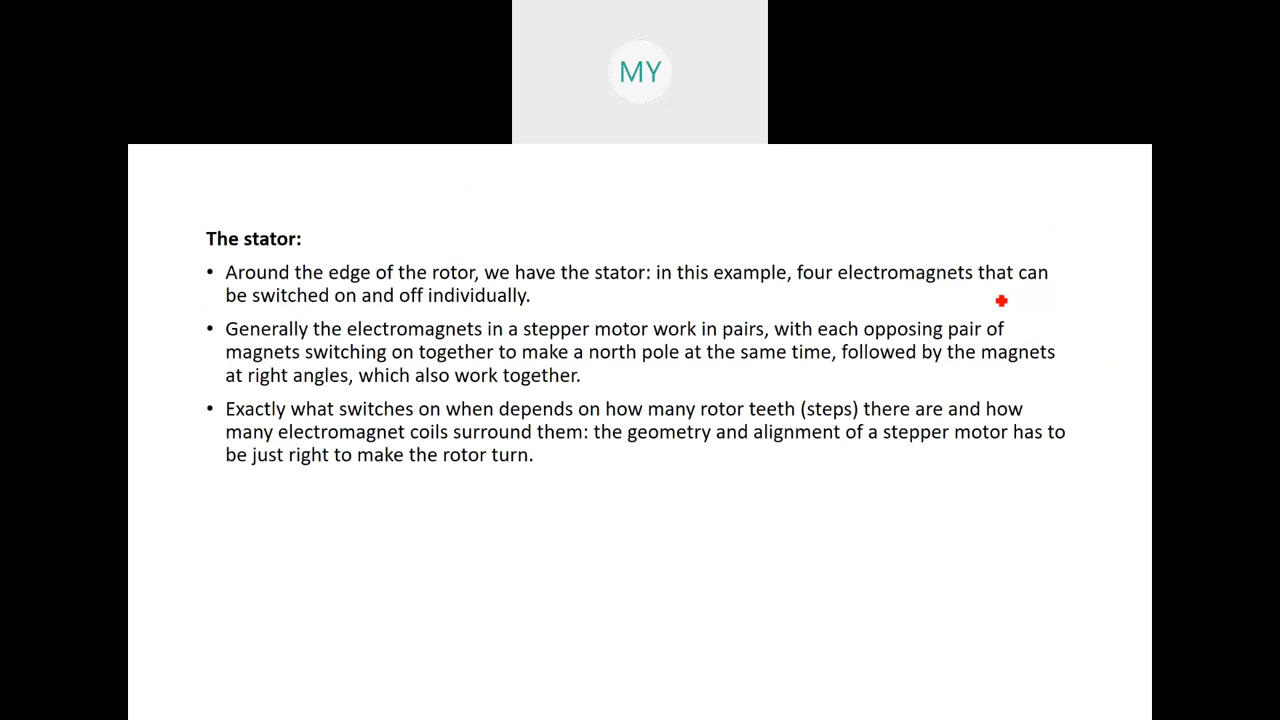 MY
The stator:
• Around the edge of the rotor, we have the stator: in this example, four electromagnets that can
be switched on and off individually.
• Generally the electromagnets in a stepper motor work in pairs, with each opposing pair of
magnets switching on together to make a north pole at the same time, followed by the magnets
at right angles, which also work together.
• Exactly what switches on when depends on how many rotor teeth (steps) there are and how
many electromagnet coils surround them: the geometry and alignment of a stepper motor has to
be just right to make the rotor turn.